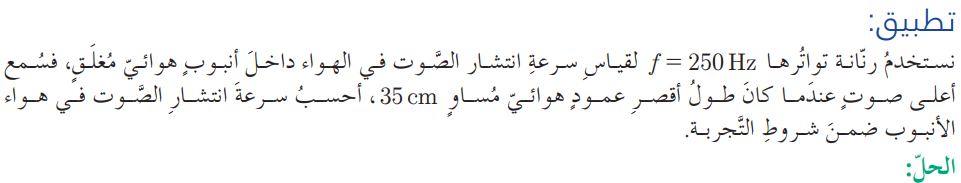 تطبيق:
نستخدمُ رنّانة تواتُرها f = 250 Hz لقياسِ سرعةِ انتشار الصَّوت في الهواء داخلَ أنبوبٍ هوائيّ مُغلَقٍ، فسُمع
أعلى صوتٍ عندَما كانَ طولُ أقصرِ عمودٍ هوائيّ مُساوٍ 35 cm، أحسبُ سرعةَ انتشارِ الصَّوت في هواء
الأنبوب ضمنَ شروطِ التَّجربة.
الحلّ: